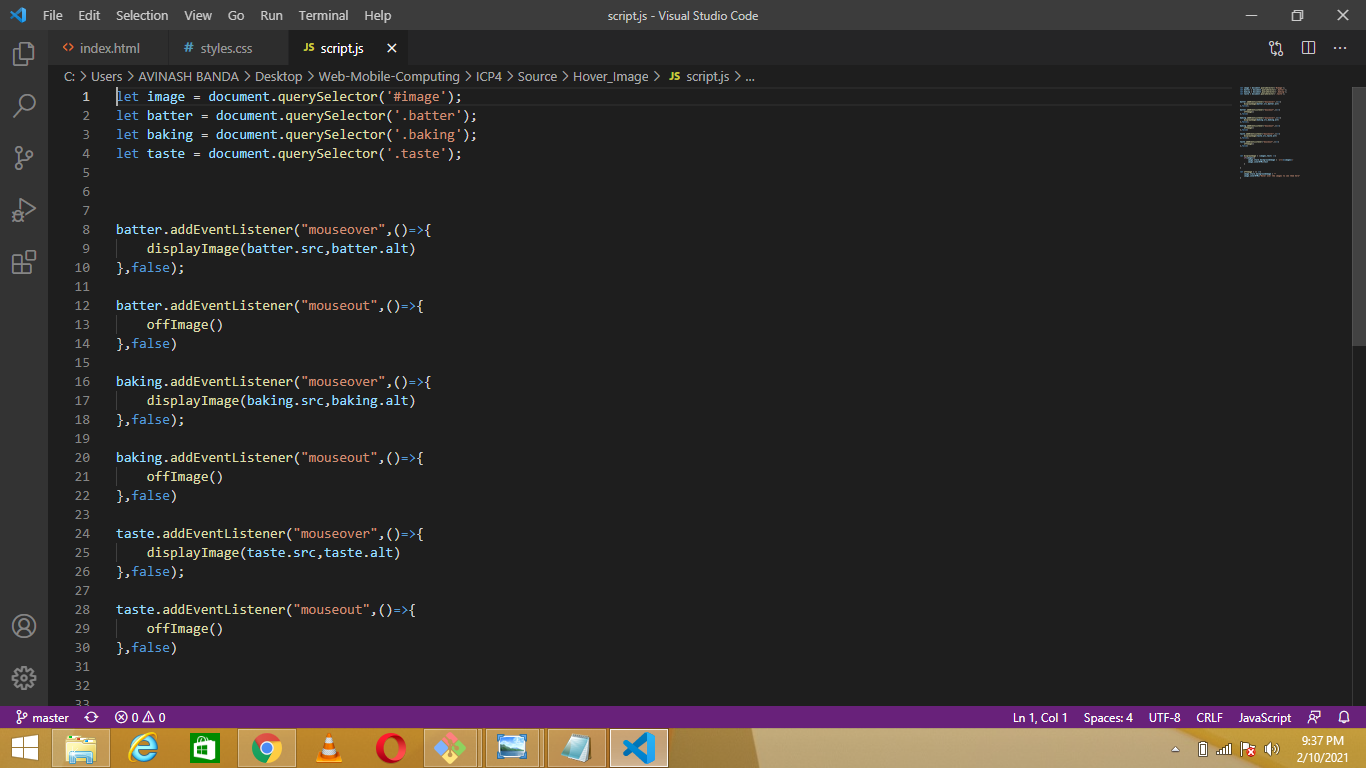 File Edit Selection View Go Run Terminal Help script.js - Visual Studio Code
<> index.html # styles.css JS script.js
C: > Users > AVINASH BANDA > Desktop > Web-Mobile-Computing > ICP4 > Source > Hover_Image > JS script.js > ...
1 let image = document.querySelector('#image');
2 let batter = document.querySelector('.batter');
3 let baking = document.querySelector('.baking');
4 let taste = document.querySelector('.taste');
5
6
7
8 batter.addEventListener("mouseover",()=>{
9 displayImage(batter.src,batter.alt)
10 },false);
11
12 batter.addEventListener("mouseout",()=>{
13 offImage()
14 },false)
15
16 baking.addEventListener("mouseover",()=>{
17 displayImage(baking.src,baking.alt)
18 },false);
19
20 baking.addEventListener("mouseout",()=>{
21 offImage()
22 },false)
23
24 taste.addEventListener("mouseover",()=>{
25 displayImage(taste.src,taste.alt)
26 },false);
27
28 taste.addEventListener("mouseout",()=>{
29 offImage()
30 },false)
31
32
33
master 0 0 Ln 1, Col 1 Spaces: 4 UTF-8 CRLF JavaScript
9:37 PM
2/10/2021